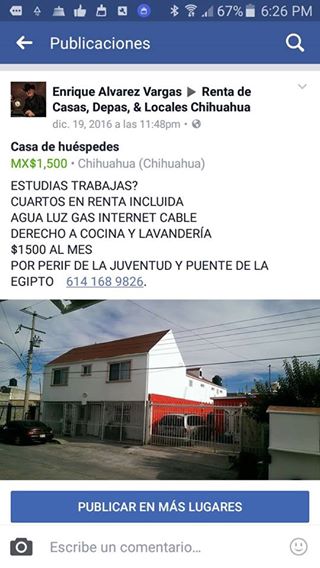 67% 6:26 PM
Publicaciones
Enrique Alvarez Vargas ▶ Renta de
Casas, Depas, & Locales Chihuahua
dic. 19, 2016 a las 11:48pm •
Casa de huéspedes
MX$1,500 • Chihuahua (Chihuahua)
ESTUDIAS TRABAJAS?
CUARTOS EN RENTA INCLUIDA
AGUA LUZ GAS INTERNET CABLE
DERECHO A COCINA Y LAVANDERÍA
$1500 AL MES
POR PERIF DE LA JUVENTUD Y PUENTE DE LA
EGIPTO 614 168 9826.
PUBLICAR EN MÁS LUGARES
Escribe un comentario...